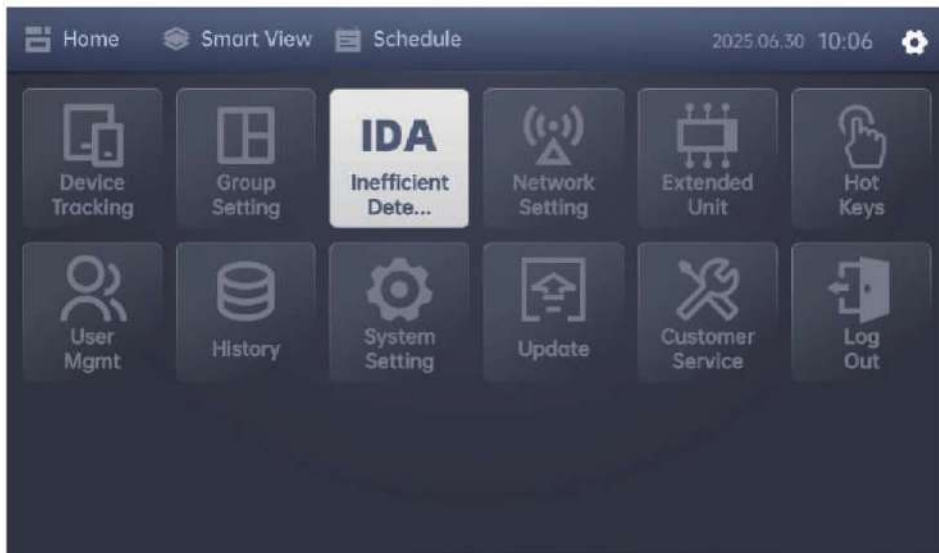 Home Smart View Schedule 2025.06.30 10:06
Device
Tracking
Group
Setting
IDA
Inefficient
Dete...
Network
Setting
Extended
Unit
Hot
Keys
User
Mgmt
History
System
Setting
Update
Customer
Service
Log
Out